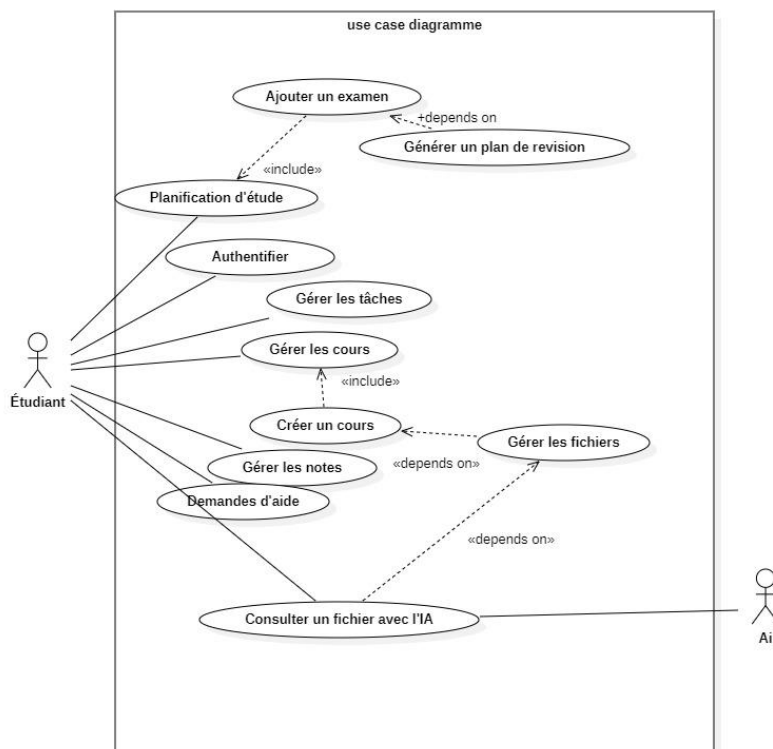 use case diagramme
Ajouter un examen
+depends on
Générer un plan de revision
«include»
Planification d'étude
Authentifier
Gérer les tâches
Gérer les cours
«include»
Étudiant
Créer un cours
Gérer les fichiers
«depends on»
Gérer les notes
Demandes d'aide
«depends on»
Consulter un fichier avec l'IA
Ai